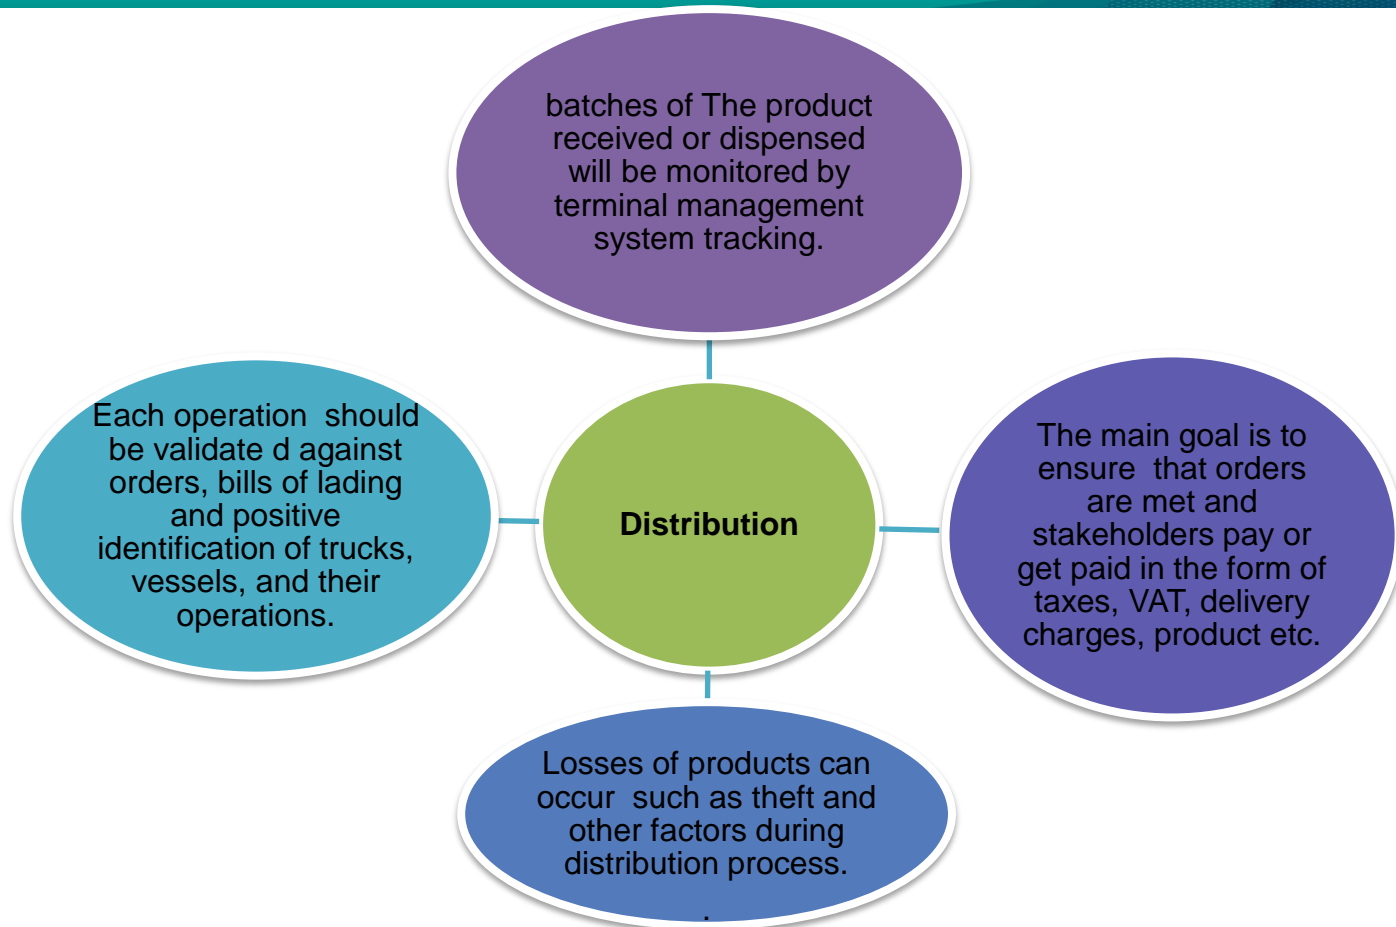 batches of The product
received or dispensed
will be monitored by
terminal management
system tracking.
Each operation  should
be validate d against
orders, bills of lading
and positive
identification of trucks,
vessels, and their
operations.
Distribution
The main goal is to
ensure  that orders
are met and
stakeholders pay or
get paid in the form of
taxes, VAT, delivery
charges, product etc.
Losses of products can
occur  such as theft and
other factors during
distribution process.
.